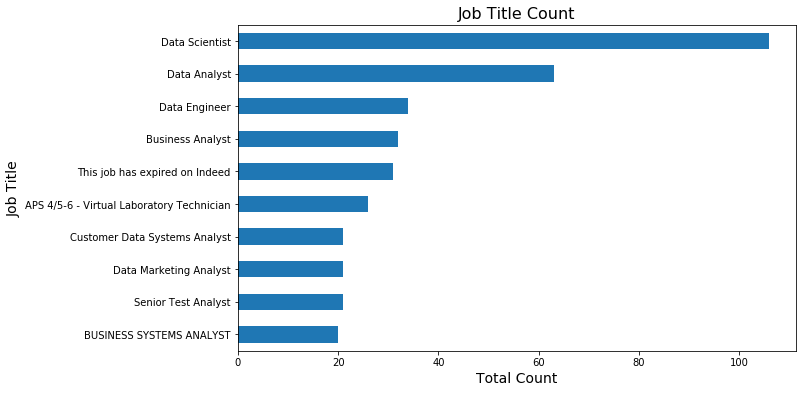 Job Title Count
Job Title
Data Scientist
Data Analyst
Data Engineer
Business Analyst
This job has expired on Indeed
APS 4/5-6 - Virtual Laboratory Technician
Customer Data Systems Analyst
Data Marketing Analyst
Senior Test Analyst
BUSINESS SYSTEMS ANALYST
0 20 40 60 80 100
Total Count